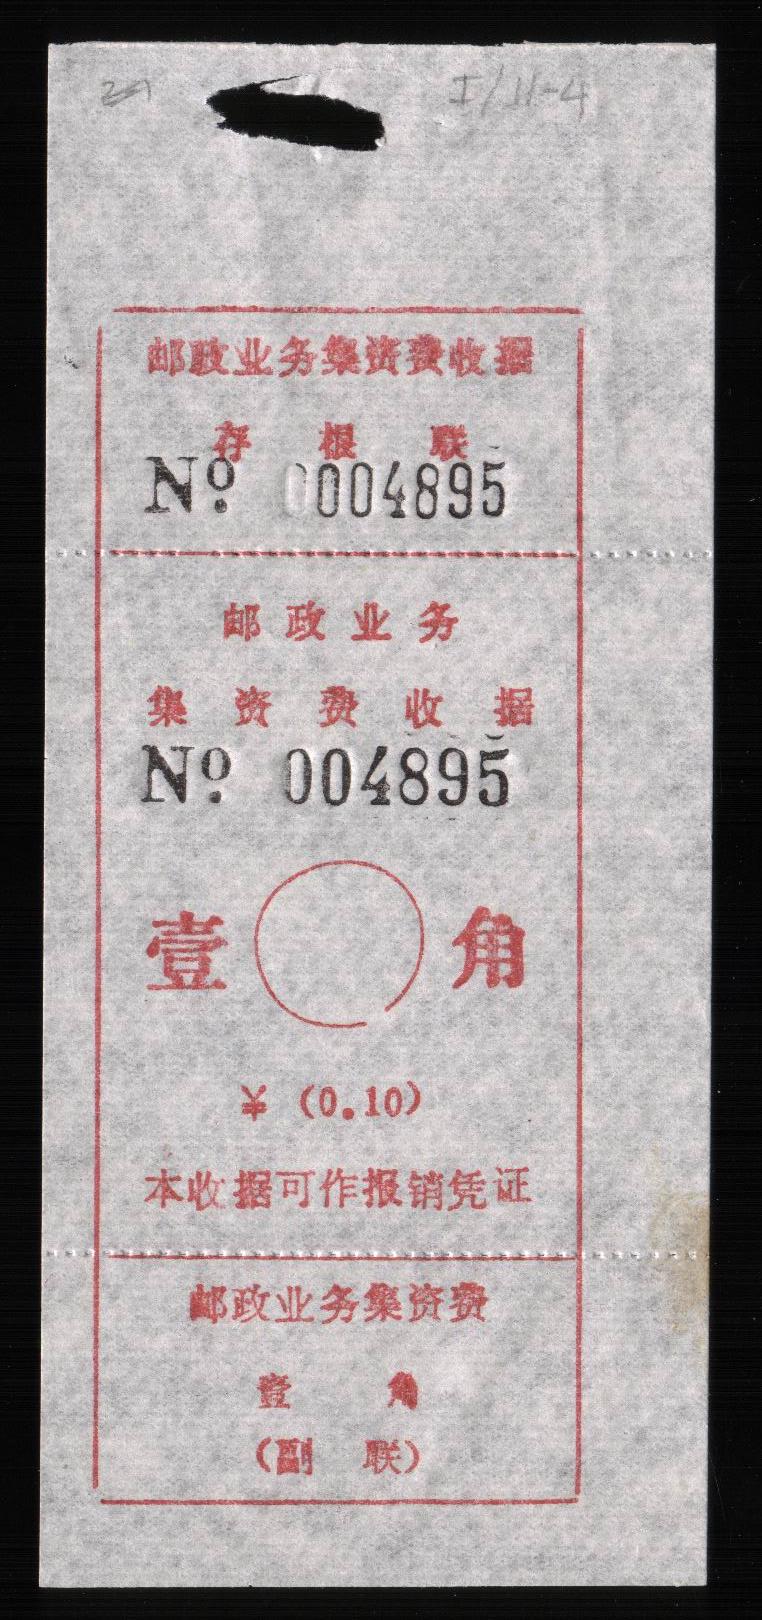 I/11-4
邮政业务集资费收据
存根联
No 0004895
邮政业务
集资费收据
No 004895
壹 角
¥ (0.10)
本收据可作报销凭证
邮政业务集资费
壹 角
(副 联)